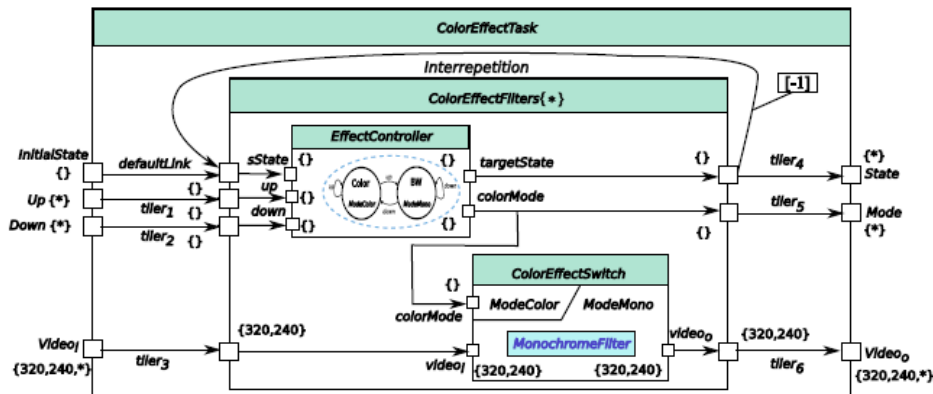 ColorEffectTask
Interrepetition
[-1]
ColorEffectFilters{*}
EffectController
InitialState
{}
defaultLink
sState
{}
{}
targetState
{}
tiler4
{*}
State
Up {*}
tiler1
{}
up
{}
Color
ModeColor
up
down
BW
ModeMono
down
colorMode
tiler5
Mode
{*}
Down {*}
tiler2
{}
{}
down
{}
{}
{}
ColorEffectSwitch
{}
colorMode
ModeColor
ModeMono
MonochromeFilter
VideoI
{320,240,*}
tiler3
{320,240}
videoI
{320,240}
{320,240}
videoo
{320,240}
tiler6
Videoo
{320,240,*}